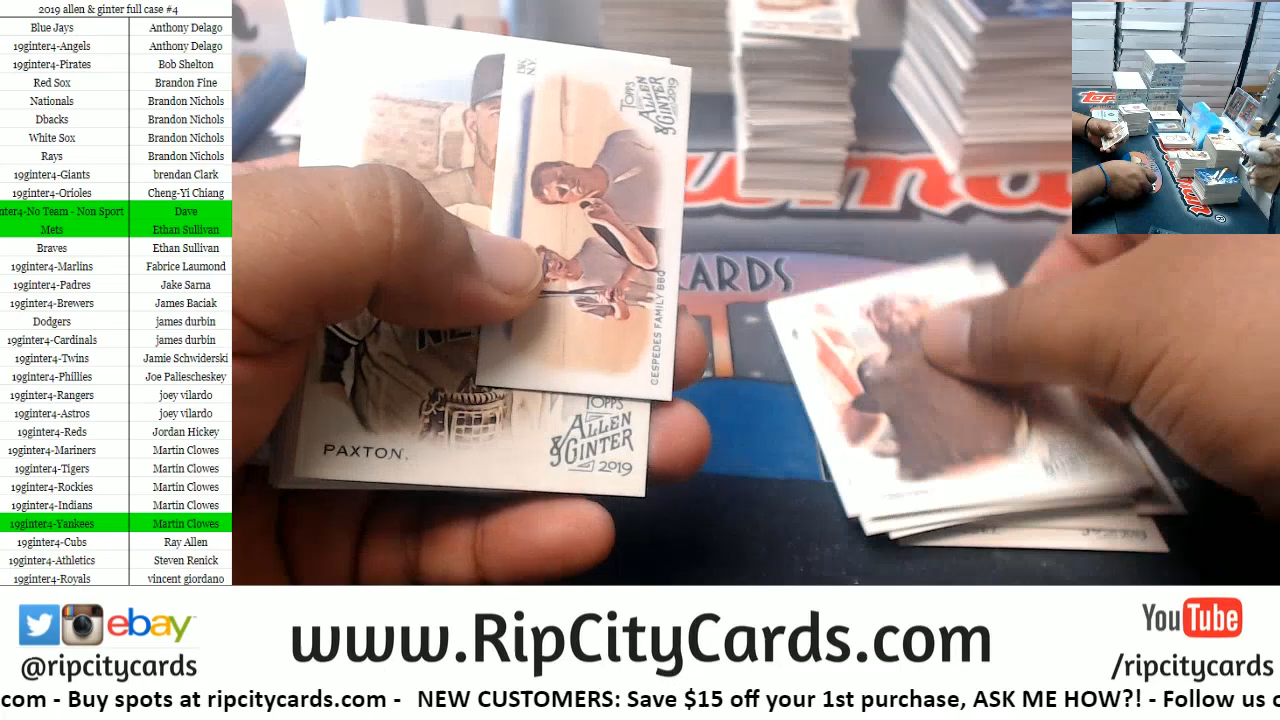 2019 allen & ginter full case #4
Blue Jays Anthony Delago
19ginter4-Angels Anthony Delago
19ginter4-Pirates Bob Shelton
Red Sox Brandon Fine
Nationals Brandon Nichols
Dbacks Brandon Nichols
White Sox Brandon Nichols
Rays Brandon Nichols
19ginter4-Giants brendan Clark
19ginter4-Orioles Cheng-Yi Chiang
nter4-No Team - Non Sport Dave
Mets Ethan Sullivan
Braves Ethan Sullivan
19ginter4-Marlins Fabrice Laumond
19ginter4-Padres Jake Sarna
19ginter4-Brewers James Baciak
Dodgers james durbin
19ginter4-Cardinals james durbin
19ginter4-Twins Jamie Schwiderski
19ginter4-Phillies Joe Paliescheskey
19ginter4-Rangers joey vilardo
19ginter4-Astros joey vilardo
19ginter4-Reds Jordan Hickey
19ginter4-Mariners Martin Clowes
19ginter4-Tigers Martin Clowes
19ginter4-Rockies Martin Clowes
19ginter4-Indians Martin Clowes
19ginter4-Yankees Martin Clowes
19ginter4-Cubs Ray Allen
19ginter4-Athletics Steven Renick
19ginter4-Royals vincent giordano
TOPPS
ALLEN
& GINTER
2019
CESPEDES FAMILY BBQ
PAXTON,
TOPPS
ALLEN
& GINTER
2019
CARDS
topps
ebay
@ripcitycards
www.RipCityCards.com
YouTube
/ripcitycards
com - Buy spots at ripcitycards.com - NEW CUSTOMERS: Save $15 off your 1st purchase, ASK ME HOW?! - Follow us